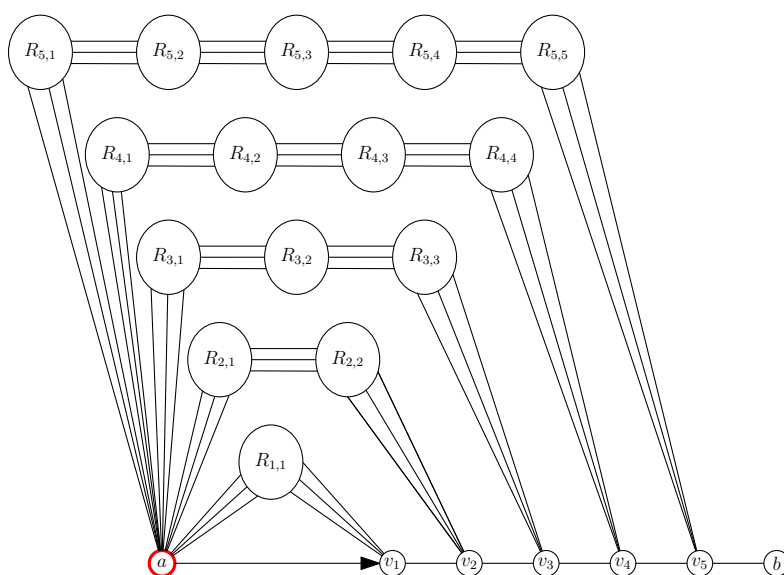 R5,1 R5,2 R5,3 R5,4 R5,5
R4,1 R4,2 R4,3 R4,4
R3,1 R3,2 R3,3
R2,1 R2,2
R1,1
a v1 v2 v3 v4 v5 b